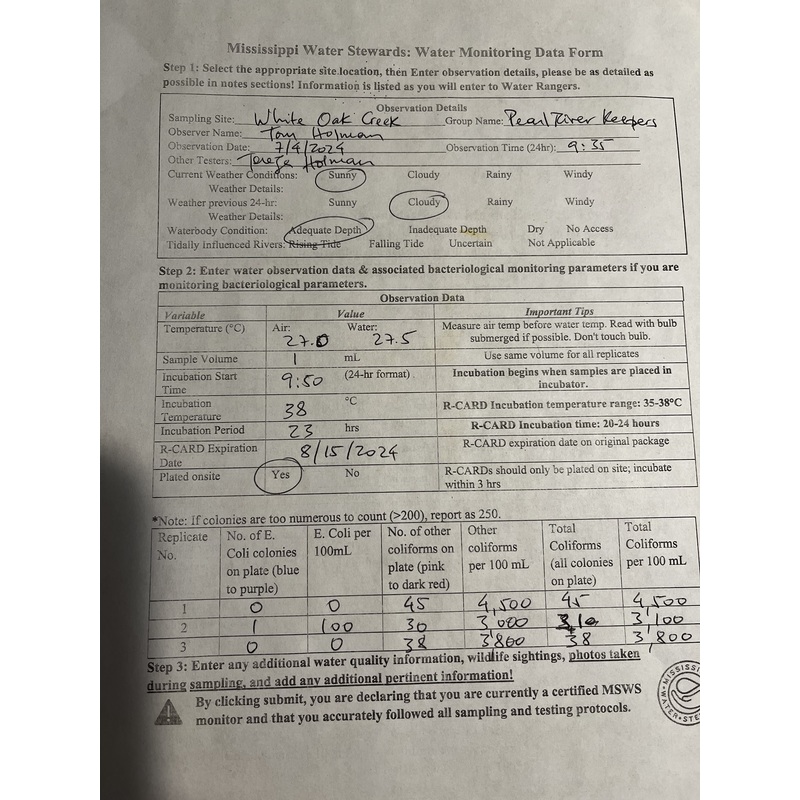 Mississippi Water Stewards: Water Monitoring Data Form
Step 1: Select the appropriate site location, then Enter observation details, please be as detailed as
possible in notes sections! Information is listed as you will enter to Water Rangers.
Observation Details
Sampling Site: White Oak Creek Group Name: Pearl River Keepers
Observer Name: Tom Holman
Observation Date: 7/4/2024 Observation Time (24hr): 9:35
Other Testers: Teresa Holman
Current Weather Conditions: Sunny Cloudy Rainy Windy
Weather Details:
Weather previous 24-hr: Sunny Cloudy Rainy Windy
Weather Details:
Waterbody Condition: Adequate Depth Inadequate Depth Dry No Access
Tidally Influenced Rivers: Rising Tide Falling Tide Uncertain Not Applicable
Step 2: Enter water observation data & associated bacteriological monitoring parameters if you are
monitoring bacteriological parameters.
Observation Data
Variable Value Important Tips
Temperature (°C) Air: 27.0 Water: 27.5 Measure air temp before water temp. Read with bulb
submerged if possible. Don't touch bulb.
Sample Volume 1 mL Use same volume for all replicates
Incubation Start
Time 9:50 (24-hr format) Incubation begins when samples are placed in
incubator.
Incubation
Temperature 38 °C R-CARD Incubation temperature range: 35-38°C
Incubation Period 23 hrs R-CARD Incubation time: 20-24 hours
R-CARD Expiration
Date 8/15/2024 R-CARD expiration date on original package
Plated onsite Yes No R-CARDs should only be plated on site; incubate
within 3 hrs
*Note: If colonies are too numerous to count (>200), report as 250.
Replicate
No.
No. of E.
Coli colonies
on plate (blue
to purple)
E. Coli per
100mL
No. of other
coliforms on
plate (pink
to dark red)
Other
coliforms
per 100 mL
Total
Coliforms
(all colonies
on plate)
Total
Coliforms
per 100 mL
1 0 0 45 4,500 45 4,500
2 1 100 30 3,000 3,100
3 0 0 38 3,800 38 3,800
Step 3: Enter any additional water quality information, wildlife sightings, photos taken
during sampling, and add any additional pertinent information!
By clicking submit, you are declaring that you are currently a certified MSWS
monitor and that you accurately followed all sampling and testing protocols.